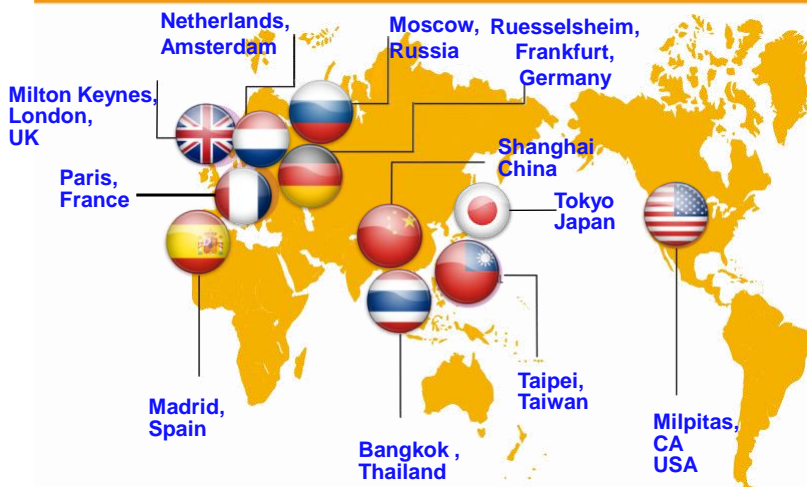 Netherlands,
Amsterdam
Moscow,
Russia
Ruesselsheim,
Frankfurt,
Germany
Milton Keynes,
London,
UK
Shanghai
China
Paris,
France
Tokyo
Japan
Taipei,
Taiwan
Madrid,
Spain
Milpitas,
CA
USA
Bangkok ,
Thailand